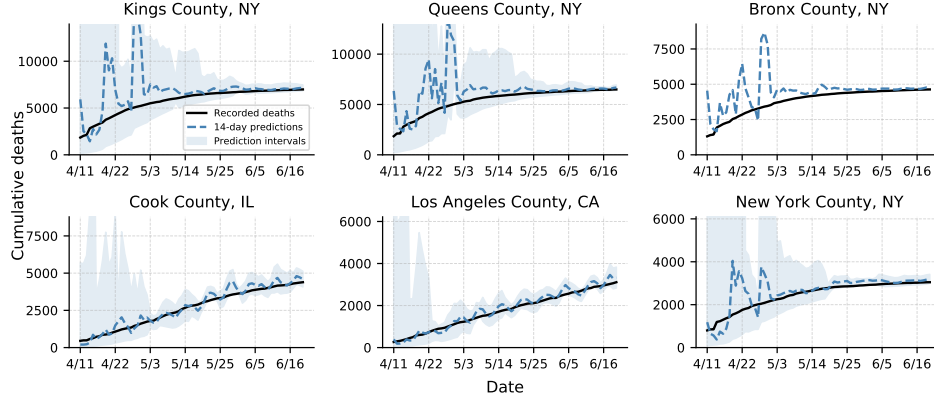 Kings County, NY
Queens County, NY
Bronx County, NY
10000
5000
0
Recorded deaths
14-day predictions
Prediction intervals
4/11 4/22 5/3 5/14 5/25 6/5 6/16
10000
5000
0
4/11 4/22 5/3 5/14 5/25 6/5 6/16
7500
5000
2500
0
4/11 4/22 5/3 5/14 5/25 6/5 6/16
Cumulative deaths
Cook County, IL
Los Angeles County, CA
New York County, NY
7500
5000
2500
0
4/11 4/22 5/3 5/14 5/25 6/5 6/16
6000
4000
2000
0
4/11 4/22 5/3 5/14 5/25 6/5 6/16
6000
4000
2000
0
4/11 4/22 5/3 5/14 5/25 6/5 6/16
Date